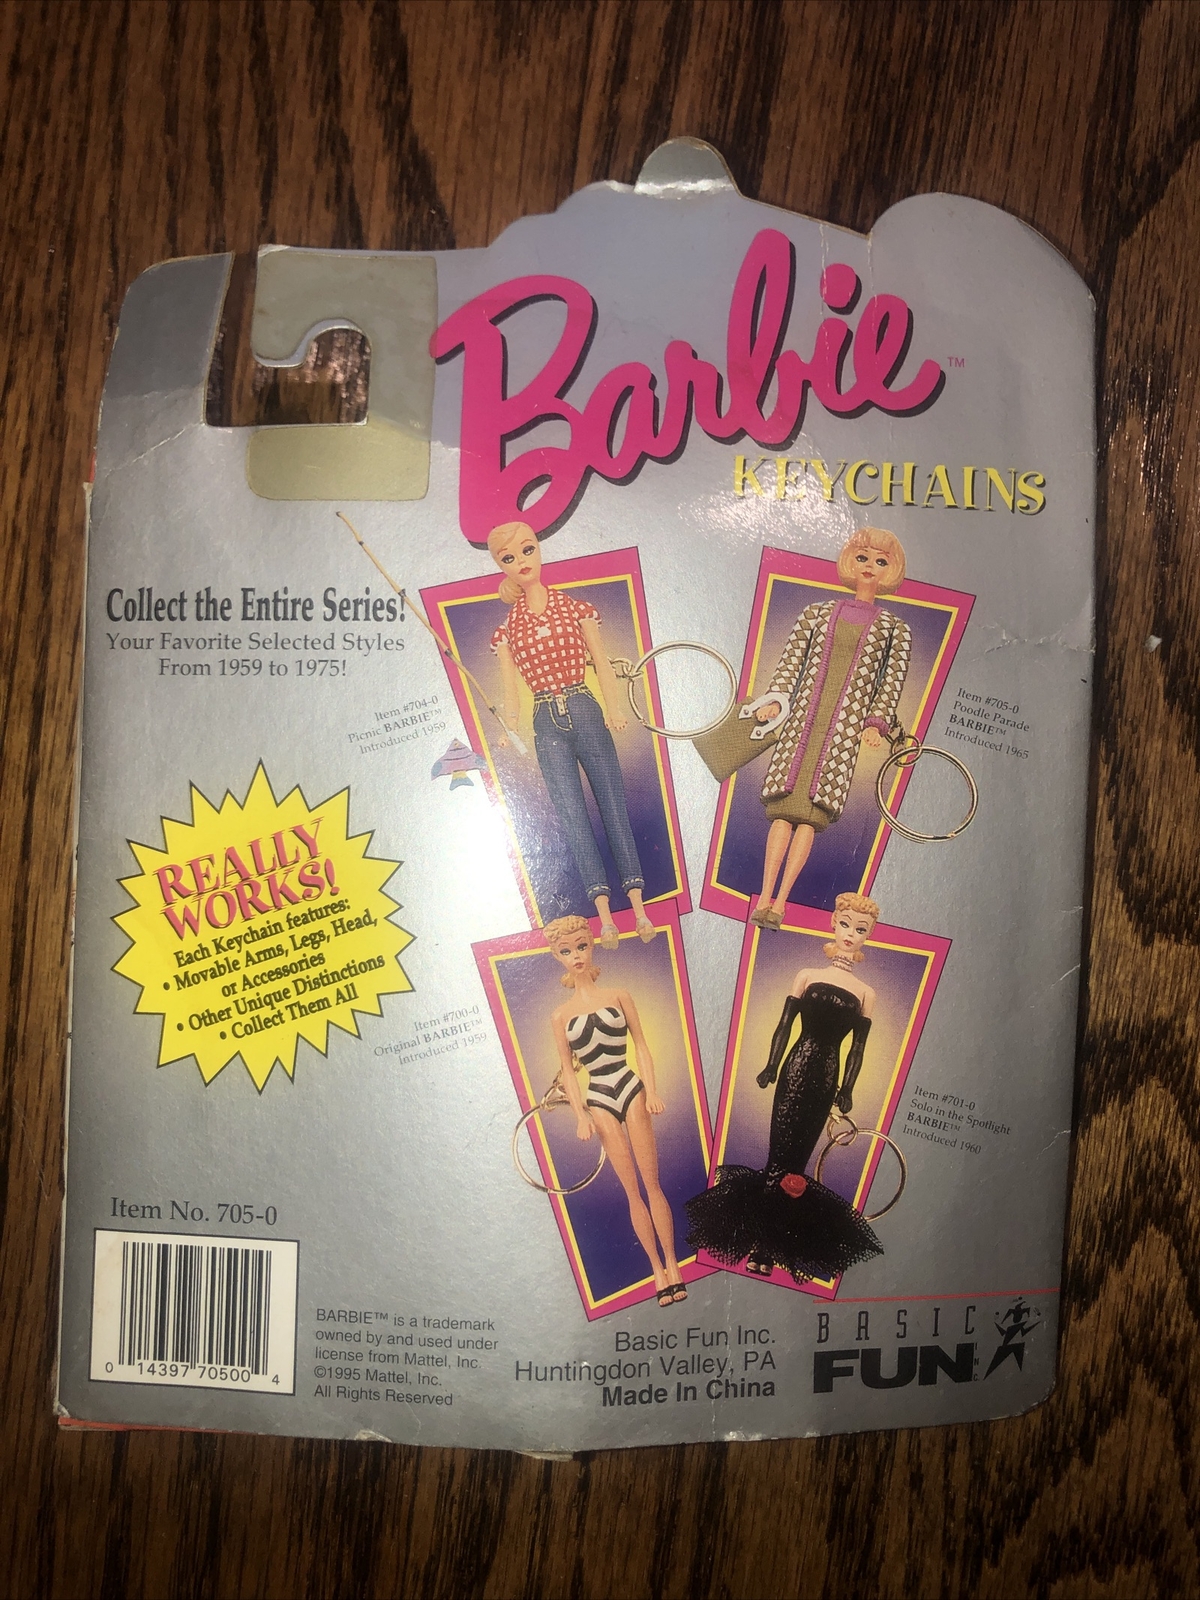 Barbie™
KEYCHAINS
Collect the Entire Series!
Your Favorite Selected Styles
From 1959 to 1975!
Item #704-0
Picnic BARBIE™
Introduced 1959
Item #705-0
Poodle Parade
BARBIE™
Introduced 1965
REALLY
WORKS!
Each Keychain features:
• Movable Arms, Legs, Head,
or Accessories
• Other Unique Distinctions
• Collect Them All
Item #700-0
Original BARBIE™
Introduced 1959
Item #701-0
Solo in the Spotlight
BARBIE™
Introduced 1960
Item No. 705-0
0 14397 70500 4
BARBIE™ is a trademark
owned by and used under
license from Mattel, Inc.
©1995 Mattel, Inc.
All Rights Reserved
Basic Fun Inc.
Huntingdon Valley, PA
Made In China
BASIC
FUN INC